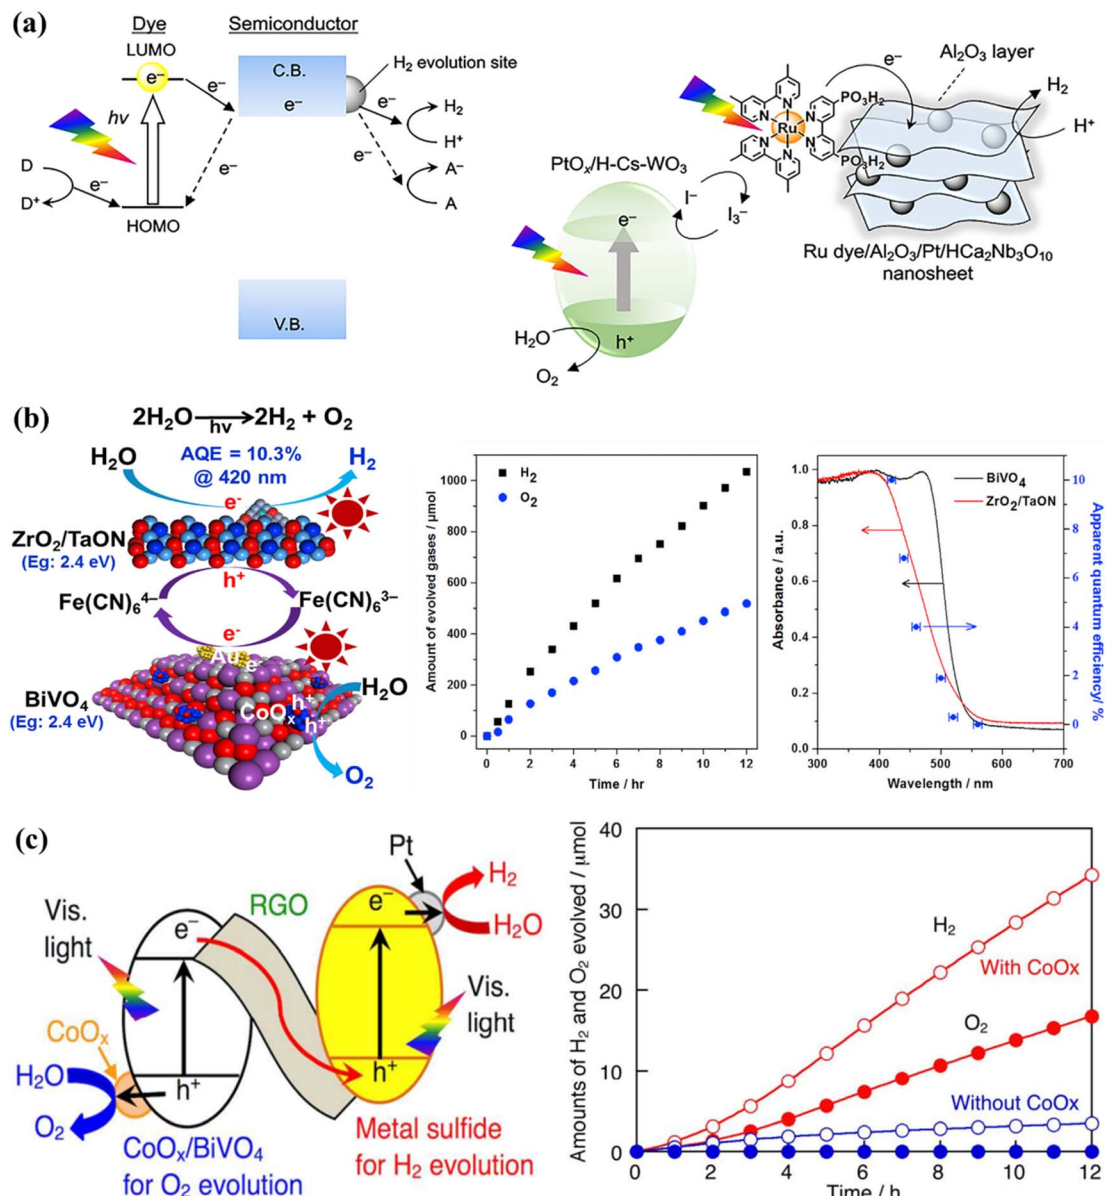 (a)
Dye
Semiconductor
LUMO
e⁻
C.B.
e⁻
H₂ evolution site
e⁻
hν
e⁻
H₂
H⁺
e⁻
e⁻
A⁻
A
D
e⁻
D⁺
HOMO
V.B.
e⁻
Al₂O₃ layer
H₂
H⁺
PO₃H₂
N
N
N
Ru
N
N
N
PO₃H₂
PtOₓ/H-Cs-WO₃
I⁻
I₃⁻
e⁻
Ru dye/Al₂O₃/Pt/HCa₂Nb₃O₁₀
nanosheet
H₂O
h⁺
O₂
(b)
2H₂O hν 2H₂ + O₂
H₂O
AQE = 10.3%
@ 420 nm
H₂
e⁻
ZrO₂/TaON
(Eg: 2.4 eV)
h⁺
Fe(CN)₆⁴⁻
Fe(CN)₆³⁻
e⁻
Au e⁻
BiVO₄
(Eg: 2.4 eV)
H₂O
CoOₓ
h⁺
h⁺
O₂
Amount of evolved gases / μmol
1000
800
600
400
200
0
H₂
O₂
0 2 4 6 8 10 12
Time / hr
Absorbance / a.u.
1.0
0.8
0.6
0.4
0.2
0.0
BiVO₄
ZrO₂/TaON
10
8
6
4
2
0
Apparent quantum efficiency/ %
300 400 500 600 700
Wavelength / nm
(c)
Pt
H₂
e⁻
H₂O
RGO
Vis.
light
e⁻
Vis.
light
CoOₓ
H₂O
h⁺
h⁺
O₂
CoOₓ/BiVO₄
for O₂ evolution
Metal sulfide
for H₂ evolution
Amounts of H₂ and O₂ evolved / μmol
40
30
20
10
0
H₂
With CoOx
O₂
Without CoOx
0 2 4 6 8 10 12
Time / h